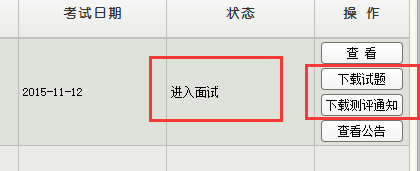 考试日期 状态 操 作
查 看
下载试题
2015-11-12 进入面试
下载测评通知
查看公告